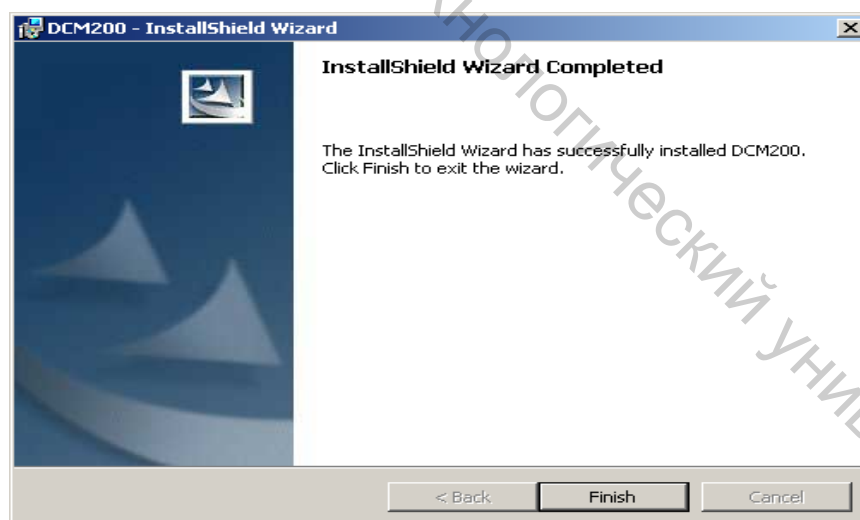 DCM200 - InstallShield Wizard
InstallShield Wizard Completed
The InstallShield Wizard has successfully installed DCM200.
Click Finish to exit the wizard.
< Back
Finish
Cancel